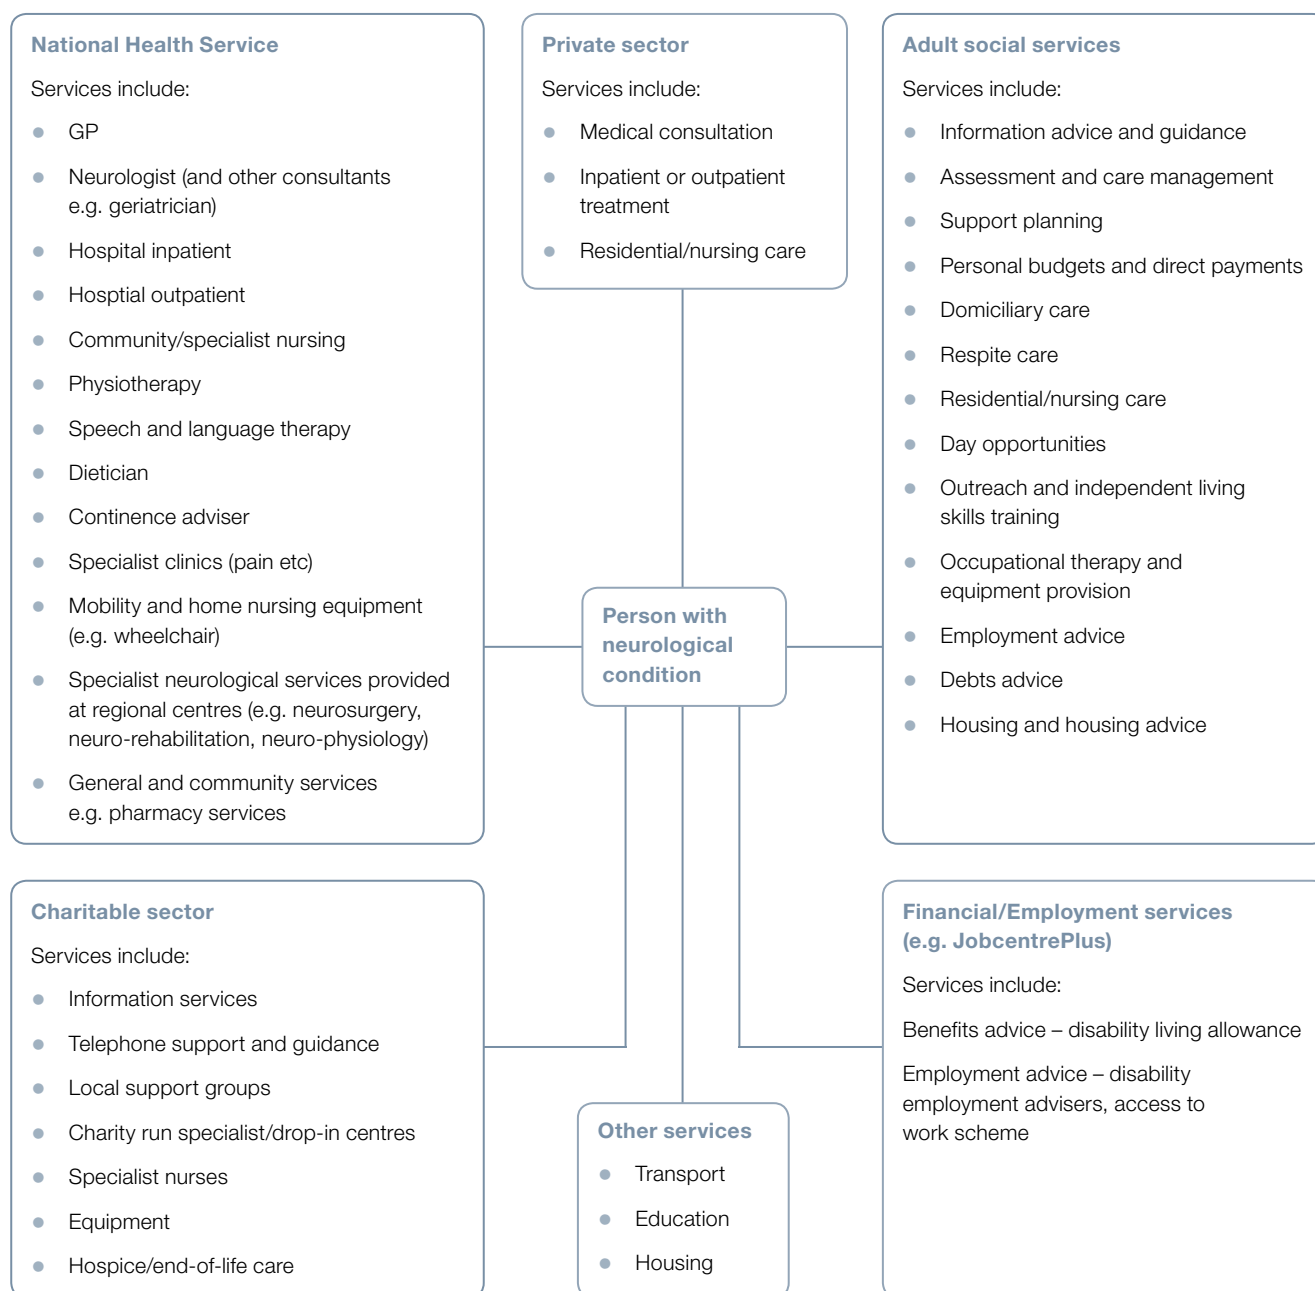 National Health Service
Services include:
GP
Neurologist (and other consultants
e.g. geriatrician)
Hospital inpatient
Hosptial outpatient
Community/specialist nursing
Physiotherapy
Speech and language therapy
Dietician
Continence adviser
Specialist clinics (pain etc)
Mobility and home nursing equipment
(e.g. wheelchair)
Specialist neurological services provided
at regional centres (e.g. neurosurgery,
neuro-rehabilitation, neuro-physiology)
General and community services
e.g. pharmacy services
Private sector
Services include:
Medical consultation
Inpatient or outpatient
treatment
Residential/nursing care
Adult social services
Services include:
Information advice and guidance
Assessment and care management
Support planning
Personal budgets and direct payments
Domiciliary care
Respite care
Residential/nursing care
Day opportunities
Outreach and independent living
skills training
Occupational therapy and
equipment provision
Employment advice
Debts advice
Housing and housing advice
Person with
neurological
condition
Charitable sector
Services include:
Information services
Telephone support and guidance
Local support groups
Charity run specialist/drop-in centres
Specialist nurses
Equipment
Hospice/end-of-life care
Other services
Transport
Education
Housing
Financial/Employment services
(e.g. JobcentrePlus)
Services include:
Benefits advice – disability living allowance
Employment advice – disability
employment advisers, access to
work scheme